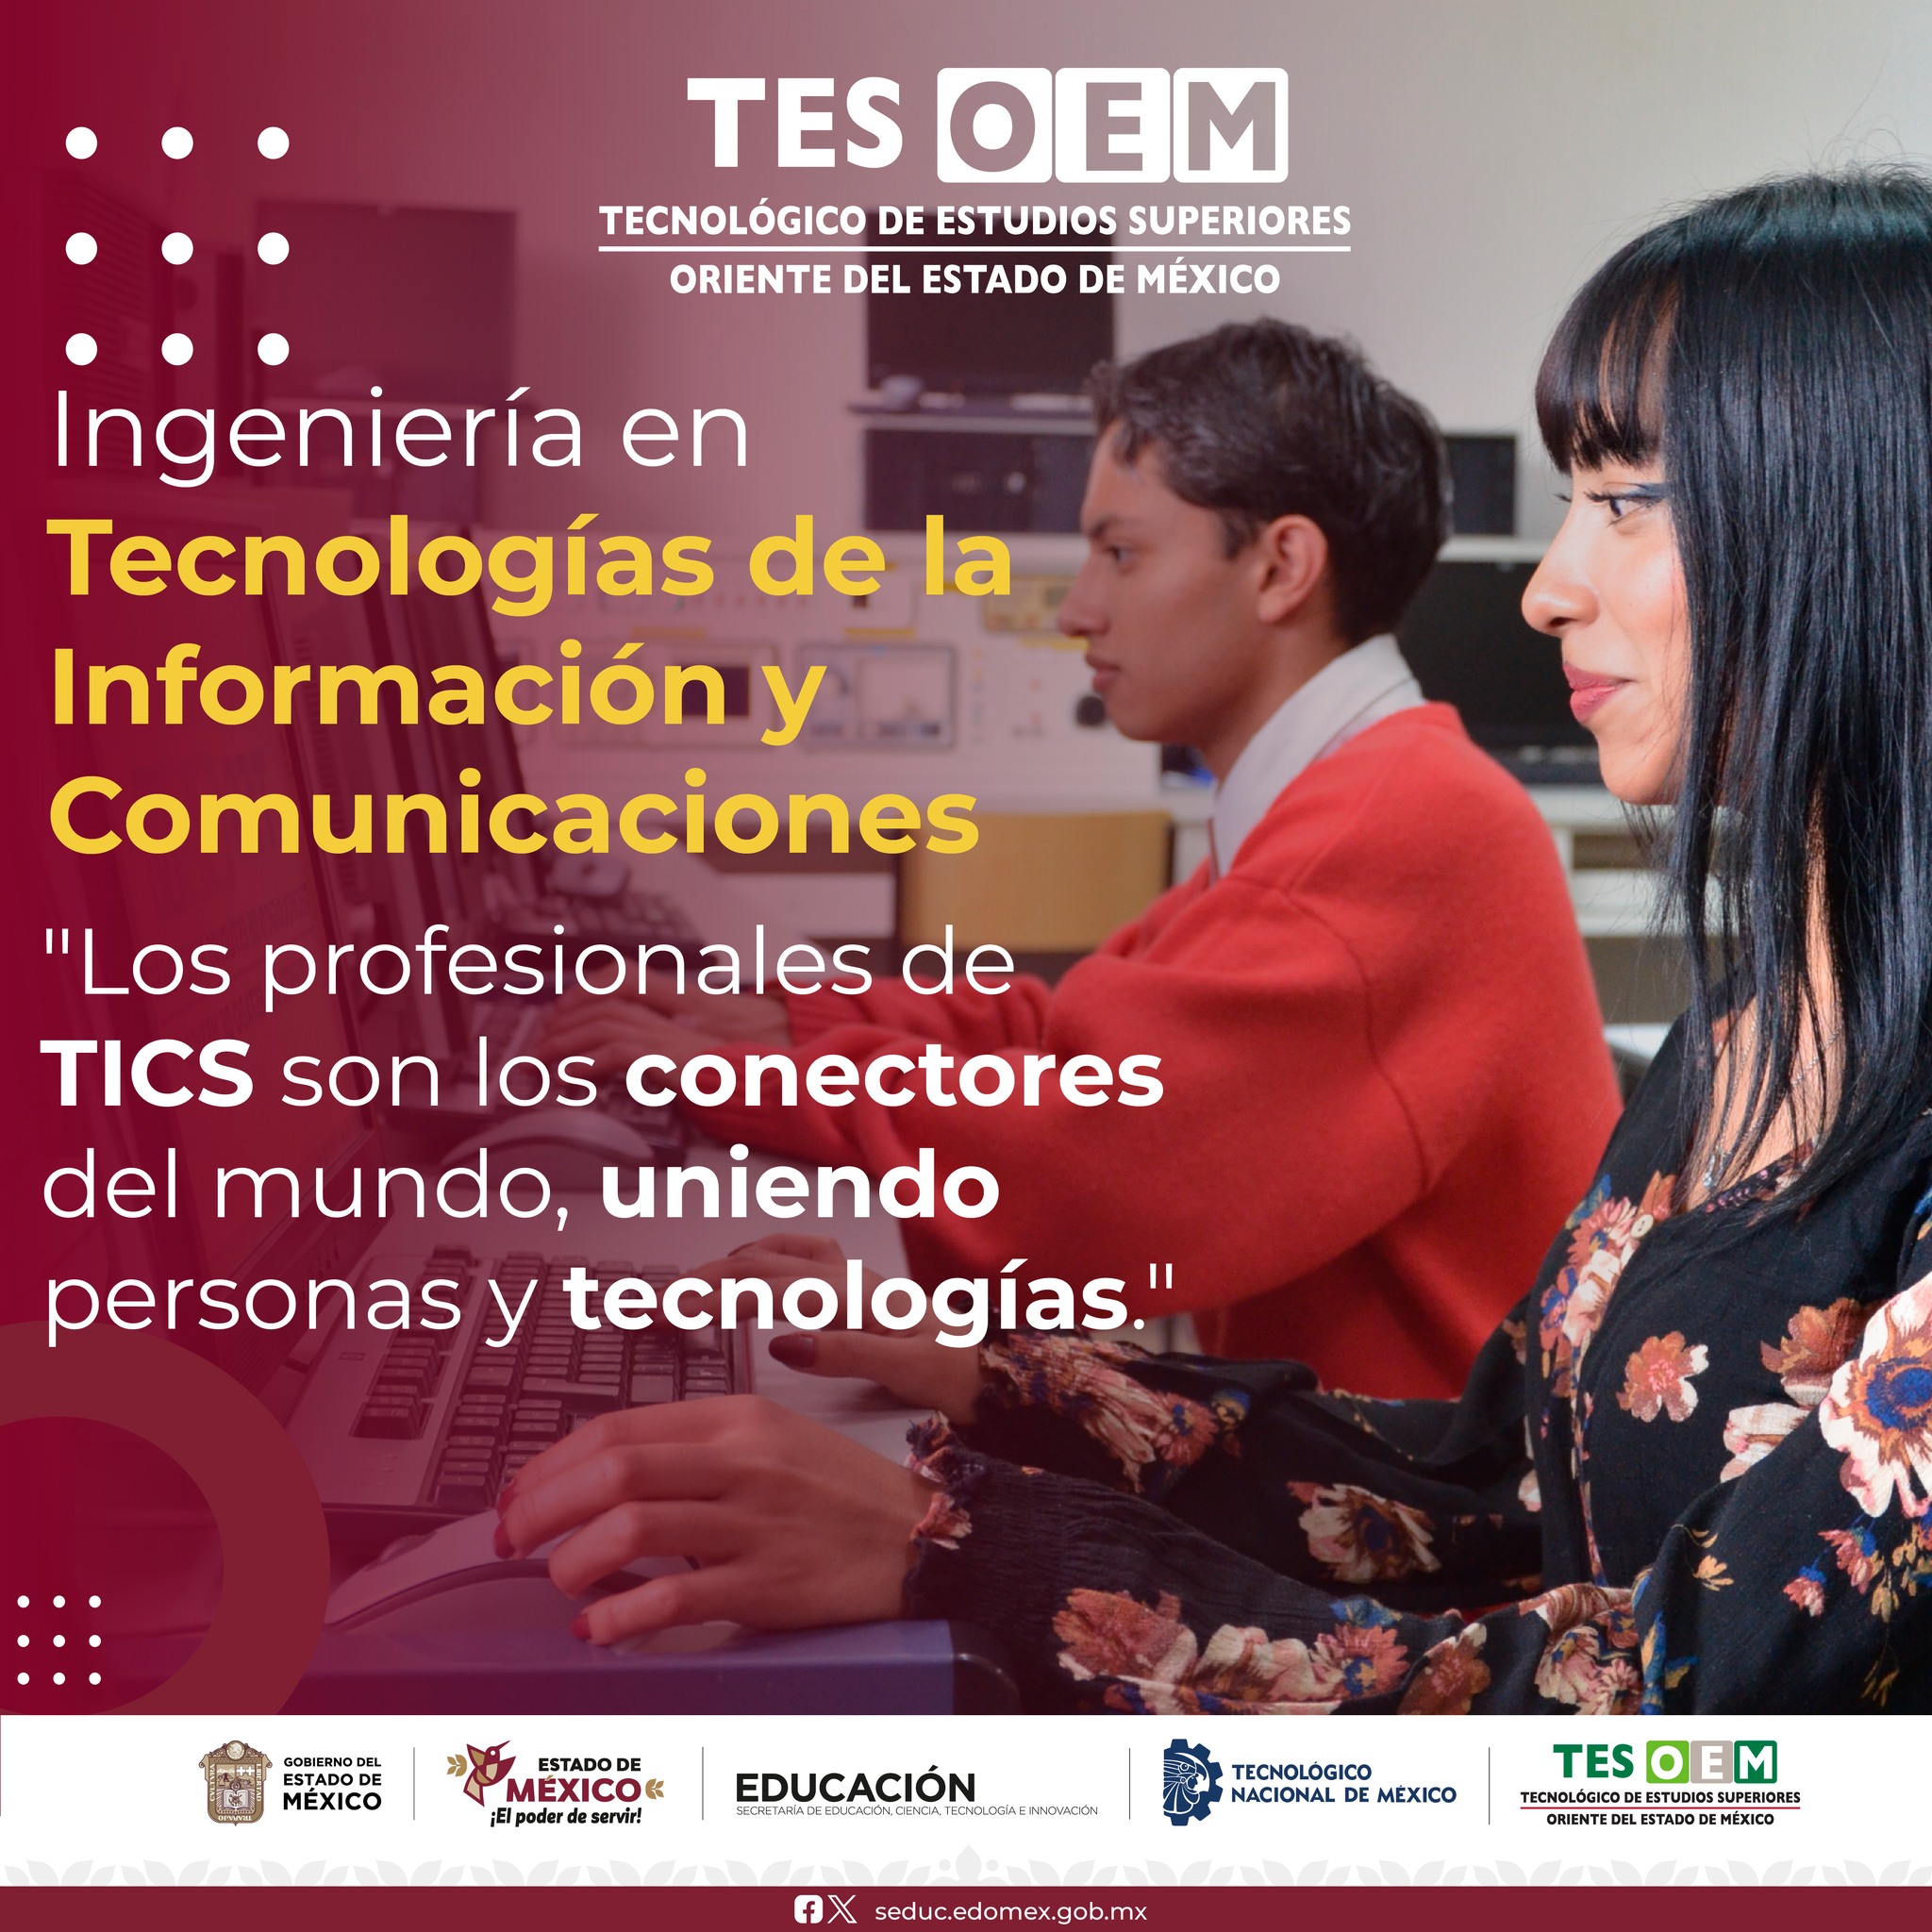 TES OEM
TECNOLÓGICO DE ESTUDIOS SUPERIORES
ORIENTE DEL ESTADO DE MÉXICO
Ingeniería en
Tecnologías de la
Información y
Comunicaciones
"Los profesionales de
TICS son los conectores
del mundo, uniendo
personas y tecnologías."
GOBIERNO DEL
ESTADO DE
MÉXICO
ESTADO DE
MÉXICO
¡El poder de servir!
EDUCACIÓN
SECRETARÍA DE EDUCACIÓN, CIENCIA, TECNOLOGÍA E INNOVACIÓN
TECNOLÓGICO
NACIONAL DE MÉXICO
TES OEM
TECNOLÓGICO DE ESTUDIOS SUPERIORES
ORIENTE DEL ESTADO DE MÉXICO
seduc.edomex.gob.mx